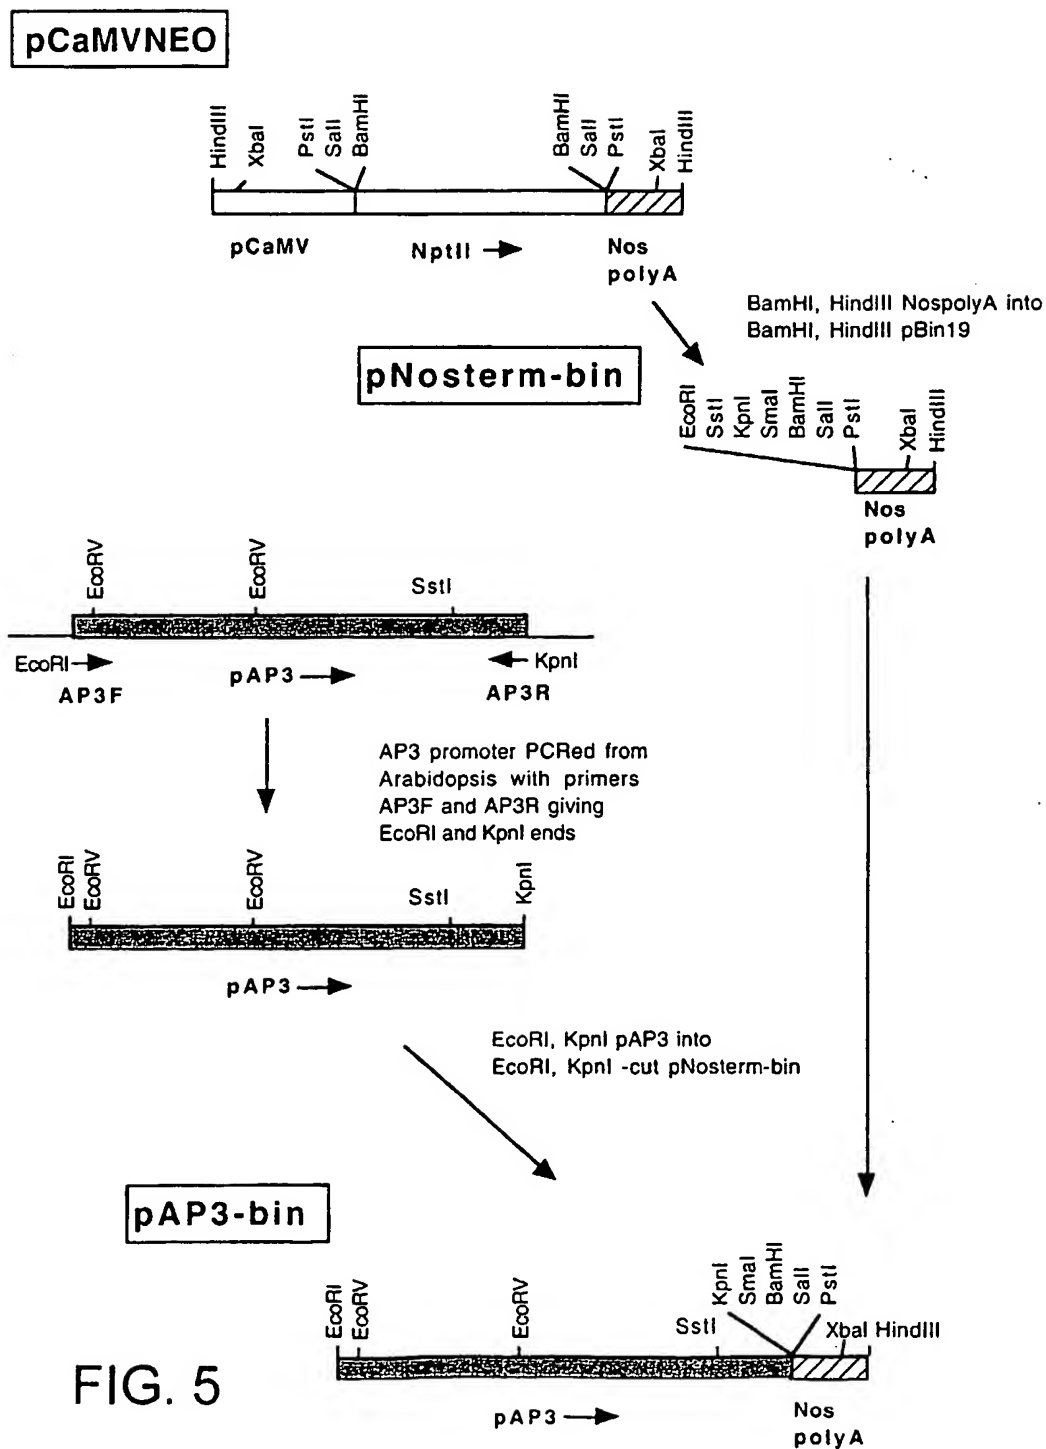 pCaMVNEO
HindIII
XbaI
PstI
SalI
BamHI
BamHI
SalI
PstI
XbaI
HindIII
pCaMV
NptII
Nos
polyA
BamHI, HindIII NospolyA into
BamHI, HindIII pBin19
pNosterm-bin
EcoRI
SstI
KpnI
SmaI
BamHI
SalI
PstI
XbaI
HindIII
Nos
polyA
EcoRV
EcoRV
SstI
EcoRI
KpnI
AP3F
pAP3
AP3R
AP3 promoter PCRed from
Arabidopsis with primers
AP3F and AP3R giving
EcoRI and KpnI ends
EcoRI
EcoRV
EcoRV
SstI
KpnI
pAP3
EcoRI, KpnI pAP3 into
EcoRI, KpnI -cut pNosterm-bin
pAP3-bin
EcoRI
EcoRV
EcoRV
SstI
KpnI
SmaI
BamHI
SalI
PstI
XbaI HindIII
FIG. 5
pAP3
Nos
polyA